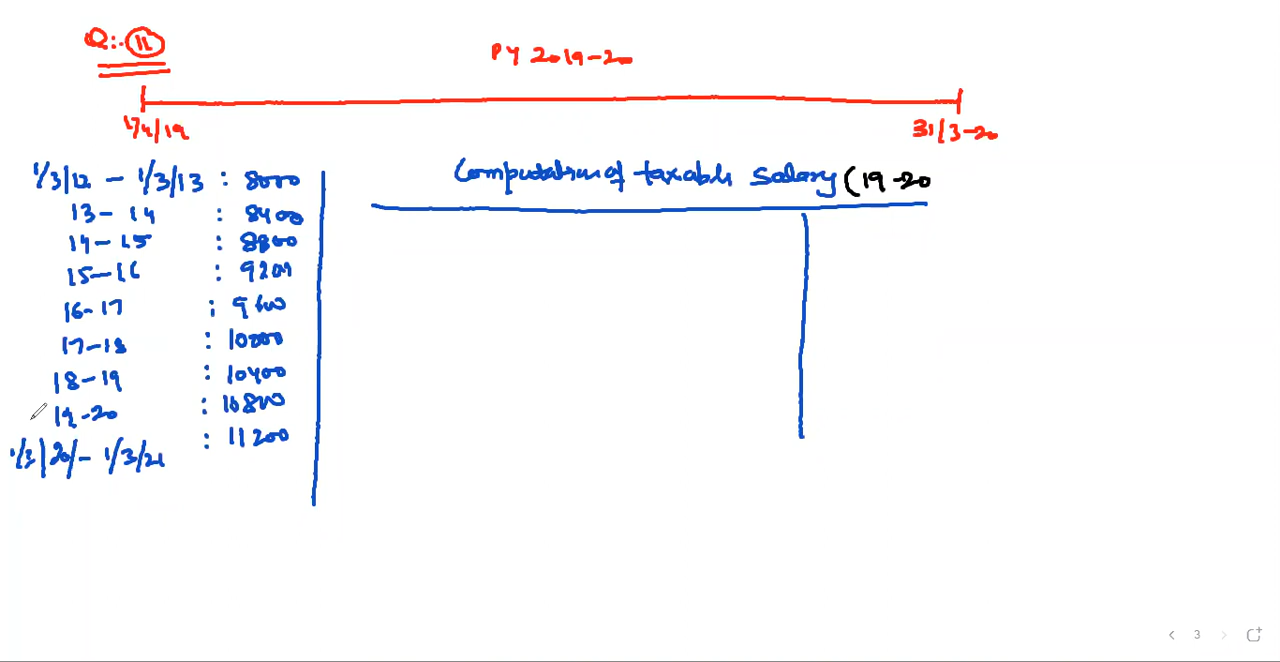 Q:- 11
PY 2019-20
1/4/19
31/3-20
1/3/12 - 1/3/13 : 8000
13-14 : 8400
14-15 : 8800
15-16 : 9200
16-17 : 9600
17-18 : 10000
18-19 : 10400
19-20 : 10800
1/3/20/- 1/3/21 : 11200
Computation of taxable Salary (19-20
< 3 >